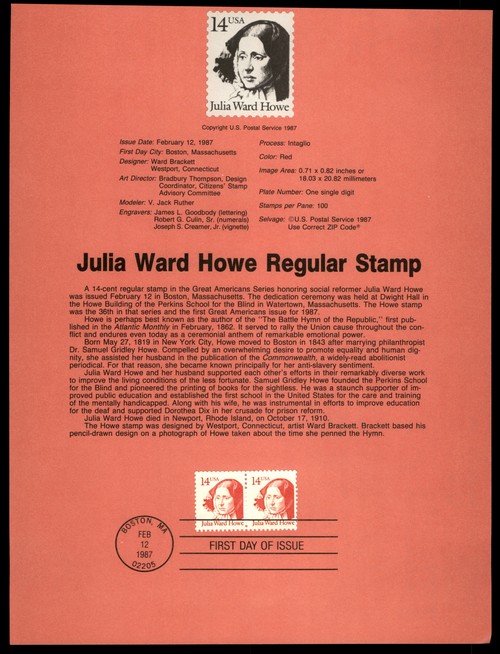 14 USA
Julia Ward Howe
Copyright U.S. Postal Service 1987
Issue Date: February 12, 1987
First Day City: Boston, Massachusetts
Designer: Ward Brackett
Westport, Connecticut
Art Director: Bradbury Thompson, Design
Coordinator, Citizens' Stamp
Advisory Committee
Modeler: V. Jack Ruther
Engravers: James L. Goodbody (lettering)
Robert G. Culin, Sr. (numerals)
Joseph S. Creamer, Jr. (vignette)
Process: Intaglio
Color: Red
Image Area: 0.71 x 0.82 inches or
18.03 x 20.82 millimeters
Plate Number: One single digit
Stamps per Pane: 100
Selvage: ©U.S. Postal Service 1987
Use Correct ZIP Code®
Julia Ward Howe Regular Stamp
A 14-cent regular stamp in the Great Americans Series honoring social reformer Julia Ward Howe
was issued February 12 in Boston, Massachusetts. The dedication ceremony was held at Dwight Hall
in the Howe Building of the Perkins School for the Blind in Watertown, Massachusetts. The Howe stamp
was the 36th in that series and the first Great Americans issue for 1987.
Howe is perhaps best known as the author of the "The Battle Hymn of the Republic," first pub-
lished in the Atlantic Monthly in February, 1862. It served to rally the Union cause throughout the con-
flict and endures even today as a ceremonial anthem of remarkable emotional power.
Born May 27, 1819 in New York City, Howe moved to Boston in 1843 after marrying philanthropist
Dr. Samuel Gridley Howe. Compelled by an overwhelming desire to promote equality and human dig-
nity, she assisted her husband in the publication of the Commonwealth, a widely-read abolitionist
periodical. For that reason, she became known principally for her anti-slavery sentiment.
Julia Ward Howe and her husband supported each other's efforts in their remarkably diverse work
to improve the living conditions of the less fortunate. Samuel Gridley Howe founded the Perkins School
for the Blind and pioneered the printing of books for the sightless. He was a staunch supporter of im-
proved public education and established the first school in the United States for the care and training
of the mentally handicapped. Along with his wife, he was instrumental in efforts to improve education
for the deaf and supported Dorothea Dix in her crusade for prison reform.
Julia Ward Howe died in Newport, Rhode Island, on October 17, 1910.
The Howe stamp was designed by Westport, Connecticut, artist Ward Brackett. Brackett based his
pencil-drawn design on a photograph of Howe taken about the time she penned the Hymn.
14 USA
Julia Ward Howe
14 USA
Julia Ward Howe
BOSTON, MA
FEB
12
1987
02205
FIRST DAY OF ISSUE